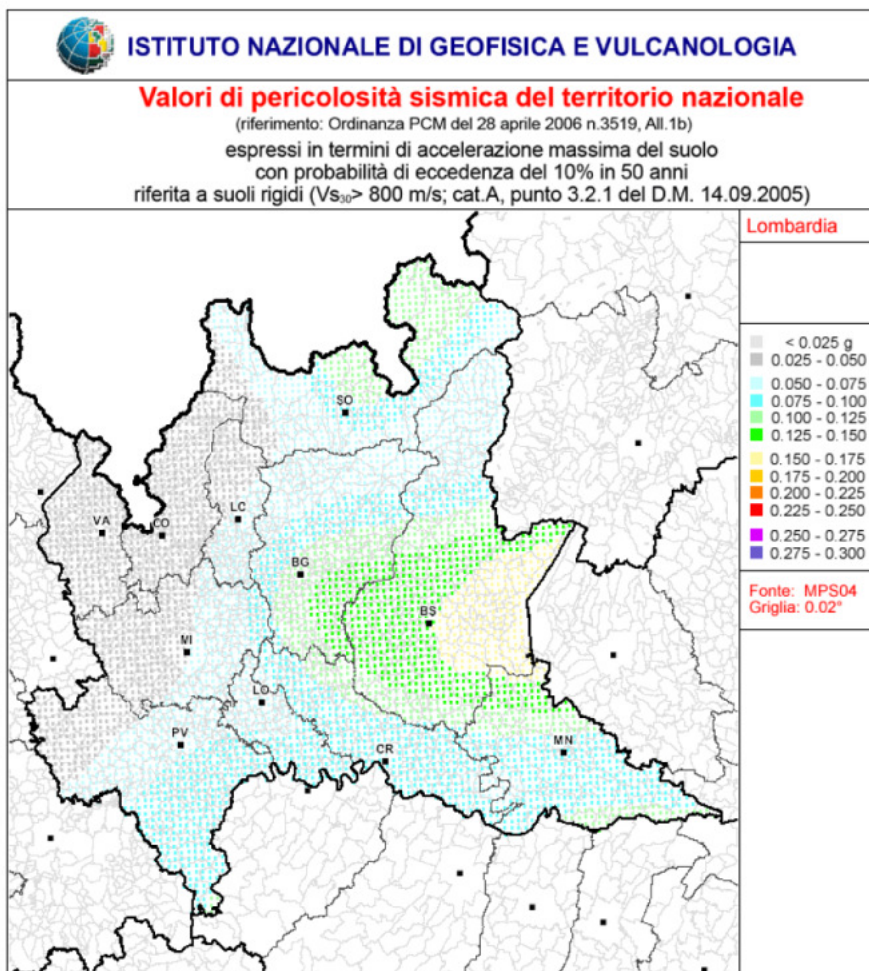 ISTITUTO NAZIONALE DI GEOFISICA E VULCANOLOGIA
Valori di pericolosità sismica del territorio nazionale
(riferimento: Ordinanza PCM del 28 aprile 2006 n.3519, All.1b)
espressi in termini di accelerazione massima del suolo
con probabilità di eccedenza del 10% in 50 anni
riferita a suoli rigidi (Vs30> 800 m/s; cat.A, punto 3.2.1 del D.M. 14.09.2005)
Lombardia
< 0.025 g
0.025 - 0.050
0.050 - 0.075
0.075 - 0.100
0.100 - 0.125
0.125 - 0.150
0.150 - 0.175
0.175 - 0.200
0.200 - 0.225
0.225 - 0.250
0.250 - 0.275
0.275 - 0.300
Fonte: MPS04
Griglia: 0.02°
SO
LC
VA
CO
BG
BS
MI
LO
PV
CR
MN